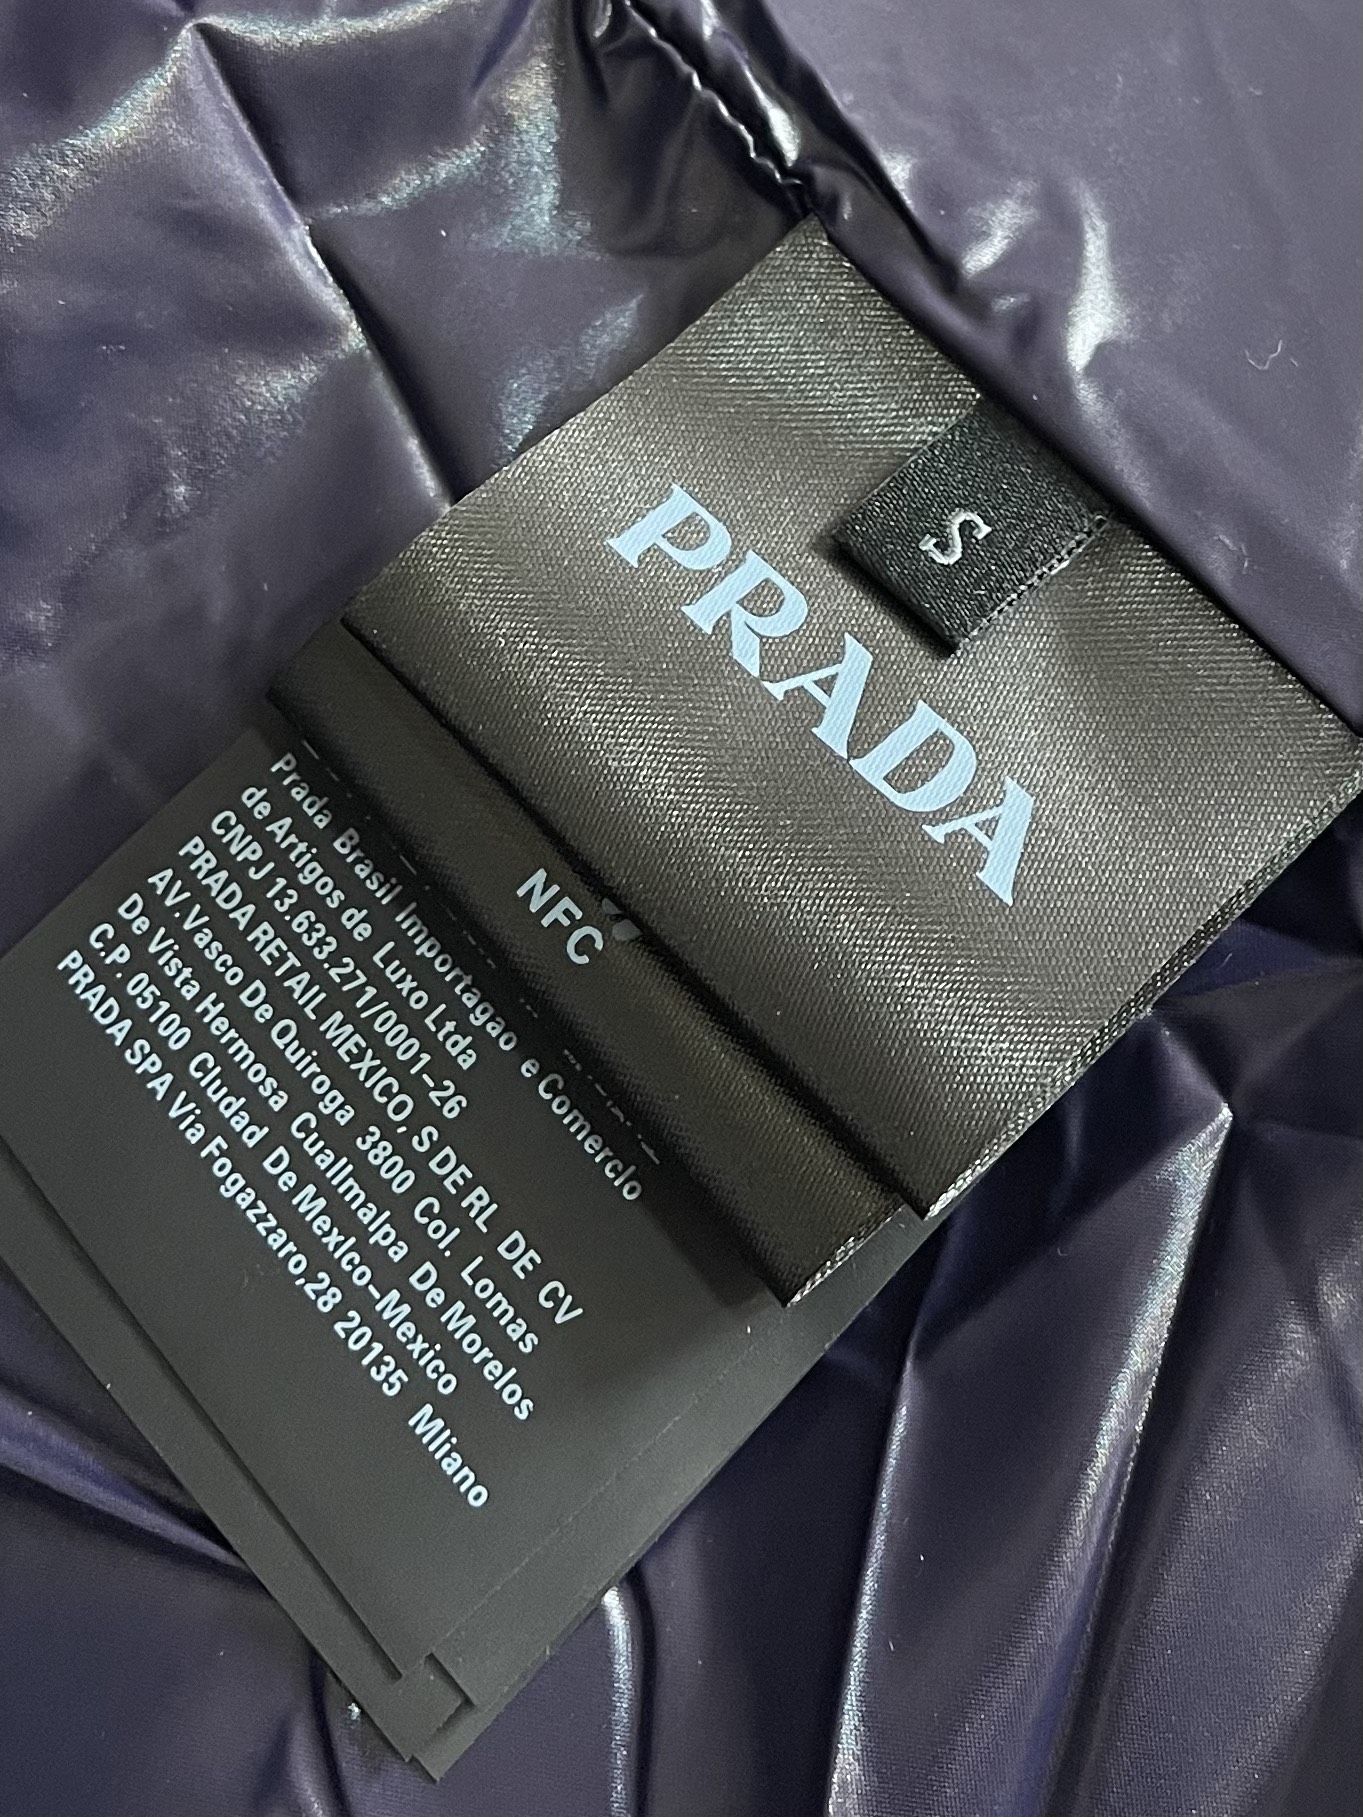 PRADA
S
NFC
Prada Brasil Importagao e Comerclo
de Artigos de Luxo Ltda
CNPJ 13.633.271/0001-26
PRADA RETAIL MEXICO, S DE RL DE CV
AV.Vasco De Quiroga 3800 Col. Lomas
De Vista Hermosa Cuallmalpa De Morelos
C.P. 05100 Cludad De Mexlco-Mexico
PRADA SPA Via Fogazzaro,28 20135 Mliano